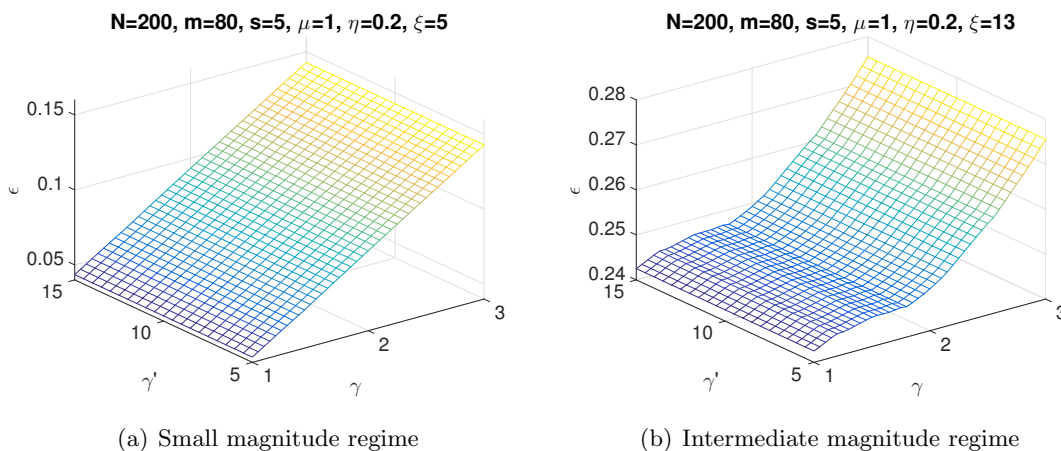 N=200, m=80, s=5, μ=1, η=0.2, ξ=5
0.15
0.1
0.05
ϵ
15
10
5
γ'
1
2
3
γ
(a) Small magnitude regime
N=200, m=80, s=5, μ=1, η=0.2, ξ=13
0.28
0.27
0.26
0.25
0.24
ϵ
15
10
5
γ'
1
2
3
γ
(b) Intermediate magnitude regime